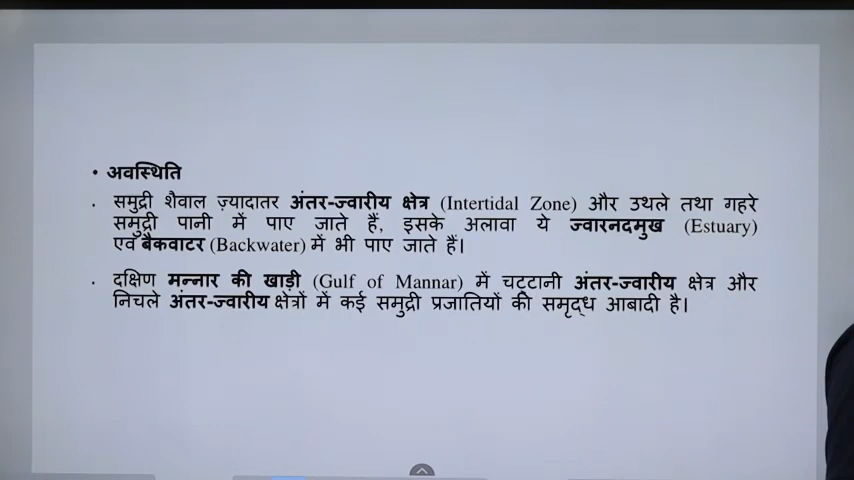 • अवस्थिति
. समुद्री शैवाल ज़्यादातर अंतर-ज्वारीय क्षेत्र (Intertidal Zone) और उथले तथा गहरे
समुद्री पानी में पाए जाते हैं, इसके अलावा ये ज्वारनदमुख (Estuary)
एवं बैकवाटर (Backwater) में भी पाए जाते हैं।
. दक्षिण मन्नार की खाड़ी (Gulf of Mannar) में चट्टानी अंतर-ज्वारीय क्षेत्र और
निचले अंतर-ज्वारीय क्षेत्रों में कई समुद्री प्रजातियों की समृद्ध आबादी है।